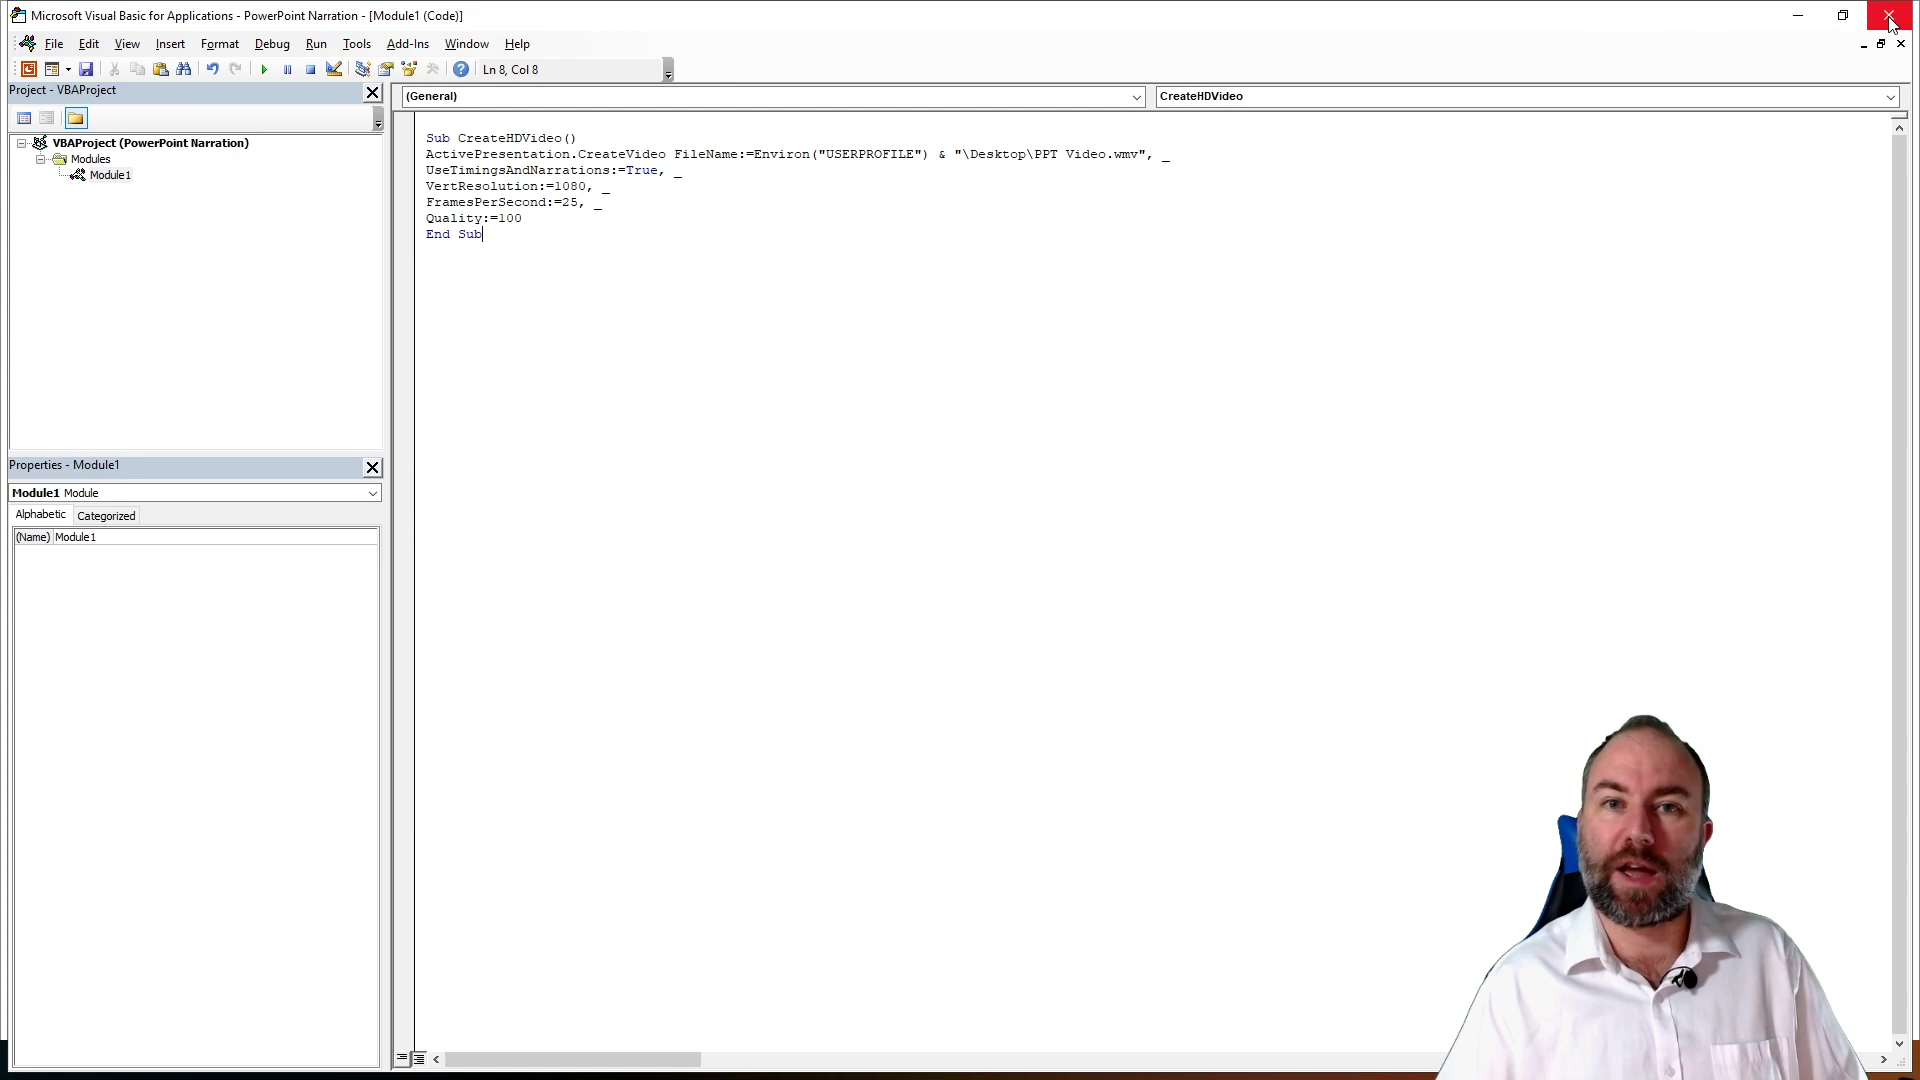 Microsoft Visual Basic for Applications - PowerPoint Narration - [Module1 (Code)]
File Edit View Insert Format Debug Run Tools Add-Ins Window Help
Ln 8, Col 8
Project - VBAProject
(General)
CreateHDVideo
VBAProject (PowerPoint Narration)
Modules
Module1
Sub CreateHDVideo()
ActivePresentation.CreateVideo FileName:=Environ("USERPROFILE") & "\Desktop\PPT Video.wmv", _
UseTimingsAndNarrations:=True, _
VertResolution:=1080, _
FramesPerSecond:=25, _
Quality:=100
End Sub
Properties - Module1
Module1 Module
Alphabetic Categorized
(Name) Module1